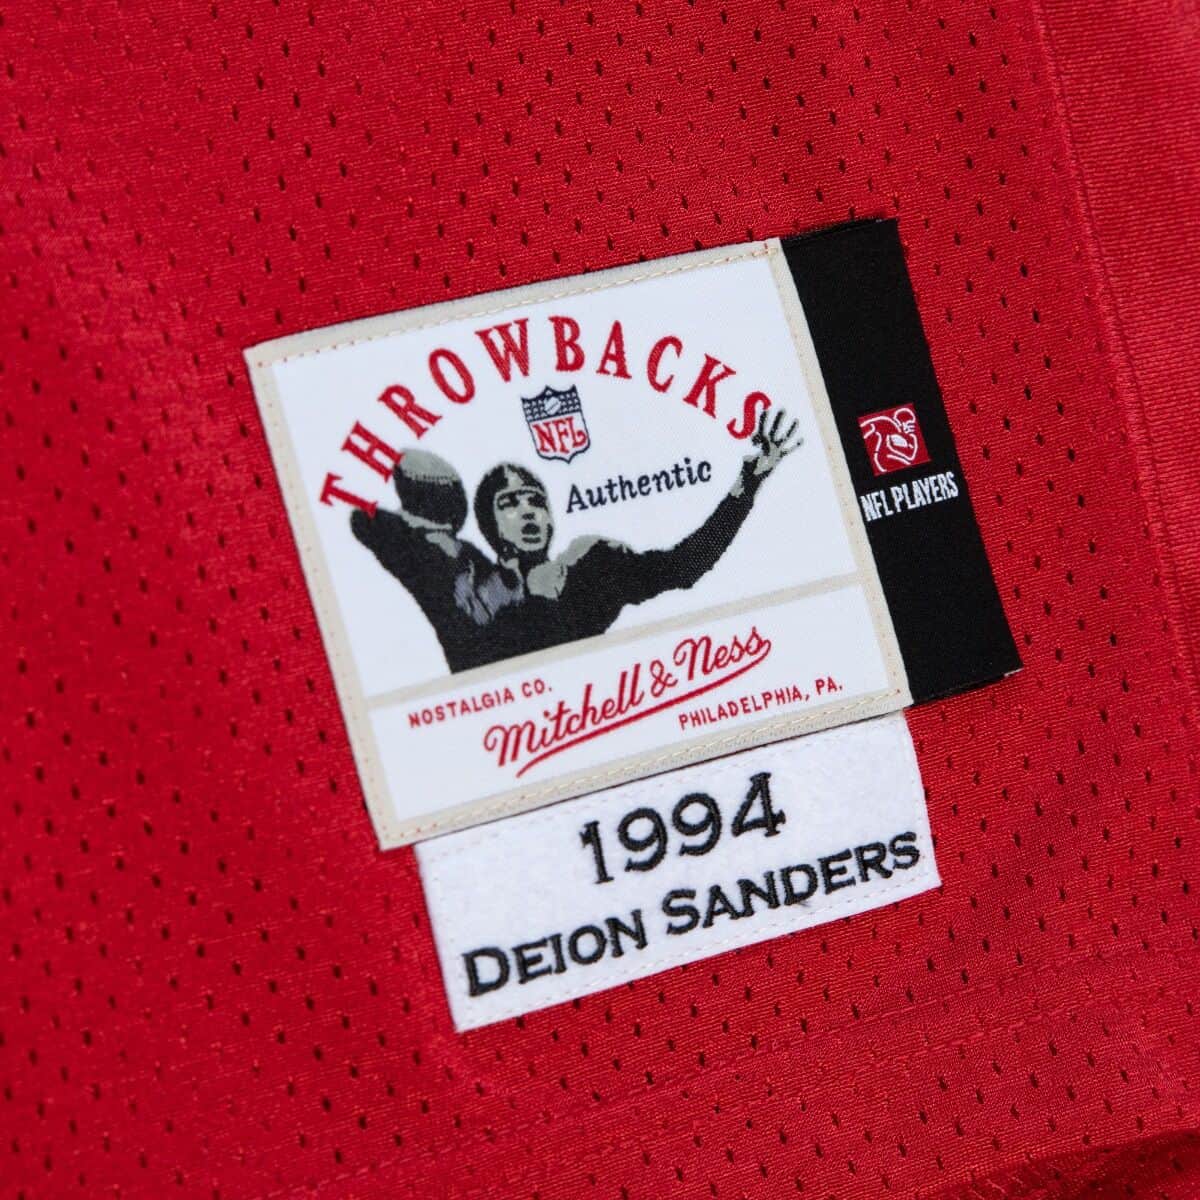 THROWBACKS
NFL
Authentic
NFL PLAYERS
NOSTALGIA CO.
Mitchell & Ness
PHILADELPHIA, PA.
1994
DEION SANDERS